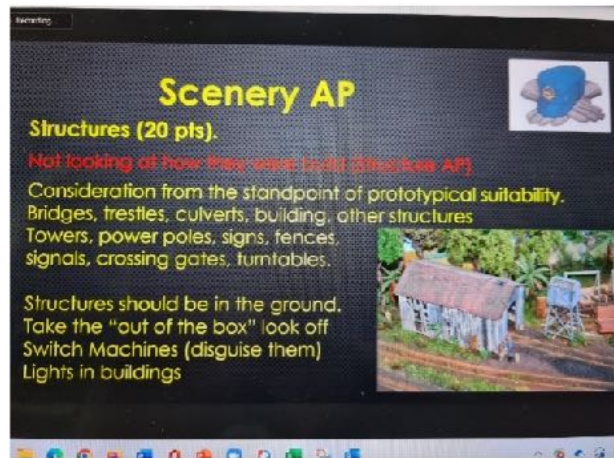 Recording...
Scenery AP
Structures (20 pts).
Not looking at how they were build (Structure AP)
Consideration from the standpoint of prototypical suitability.
Bridges, trestles, culverts, building, other structures
Towers, power poles, signs, fences,
signals, crossing gates, turntables.
Structures should be in the ground.
Take the “out of the box” look off
Switch Machines (disguise them)
Lights in buildings